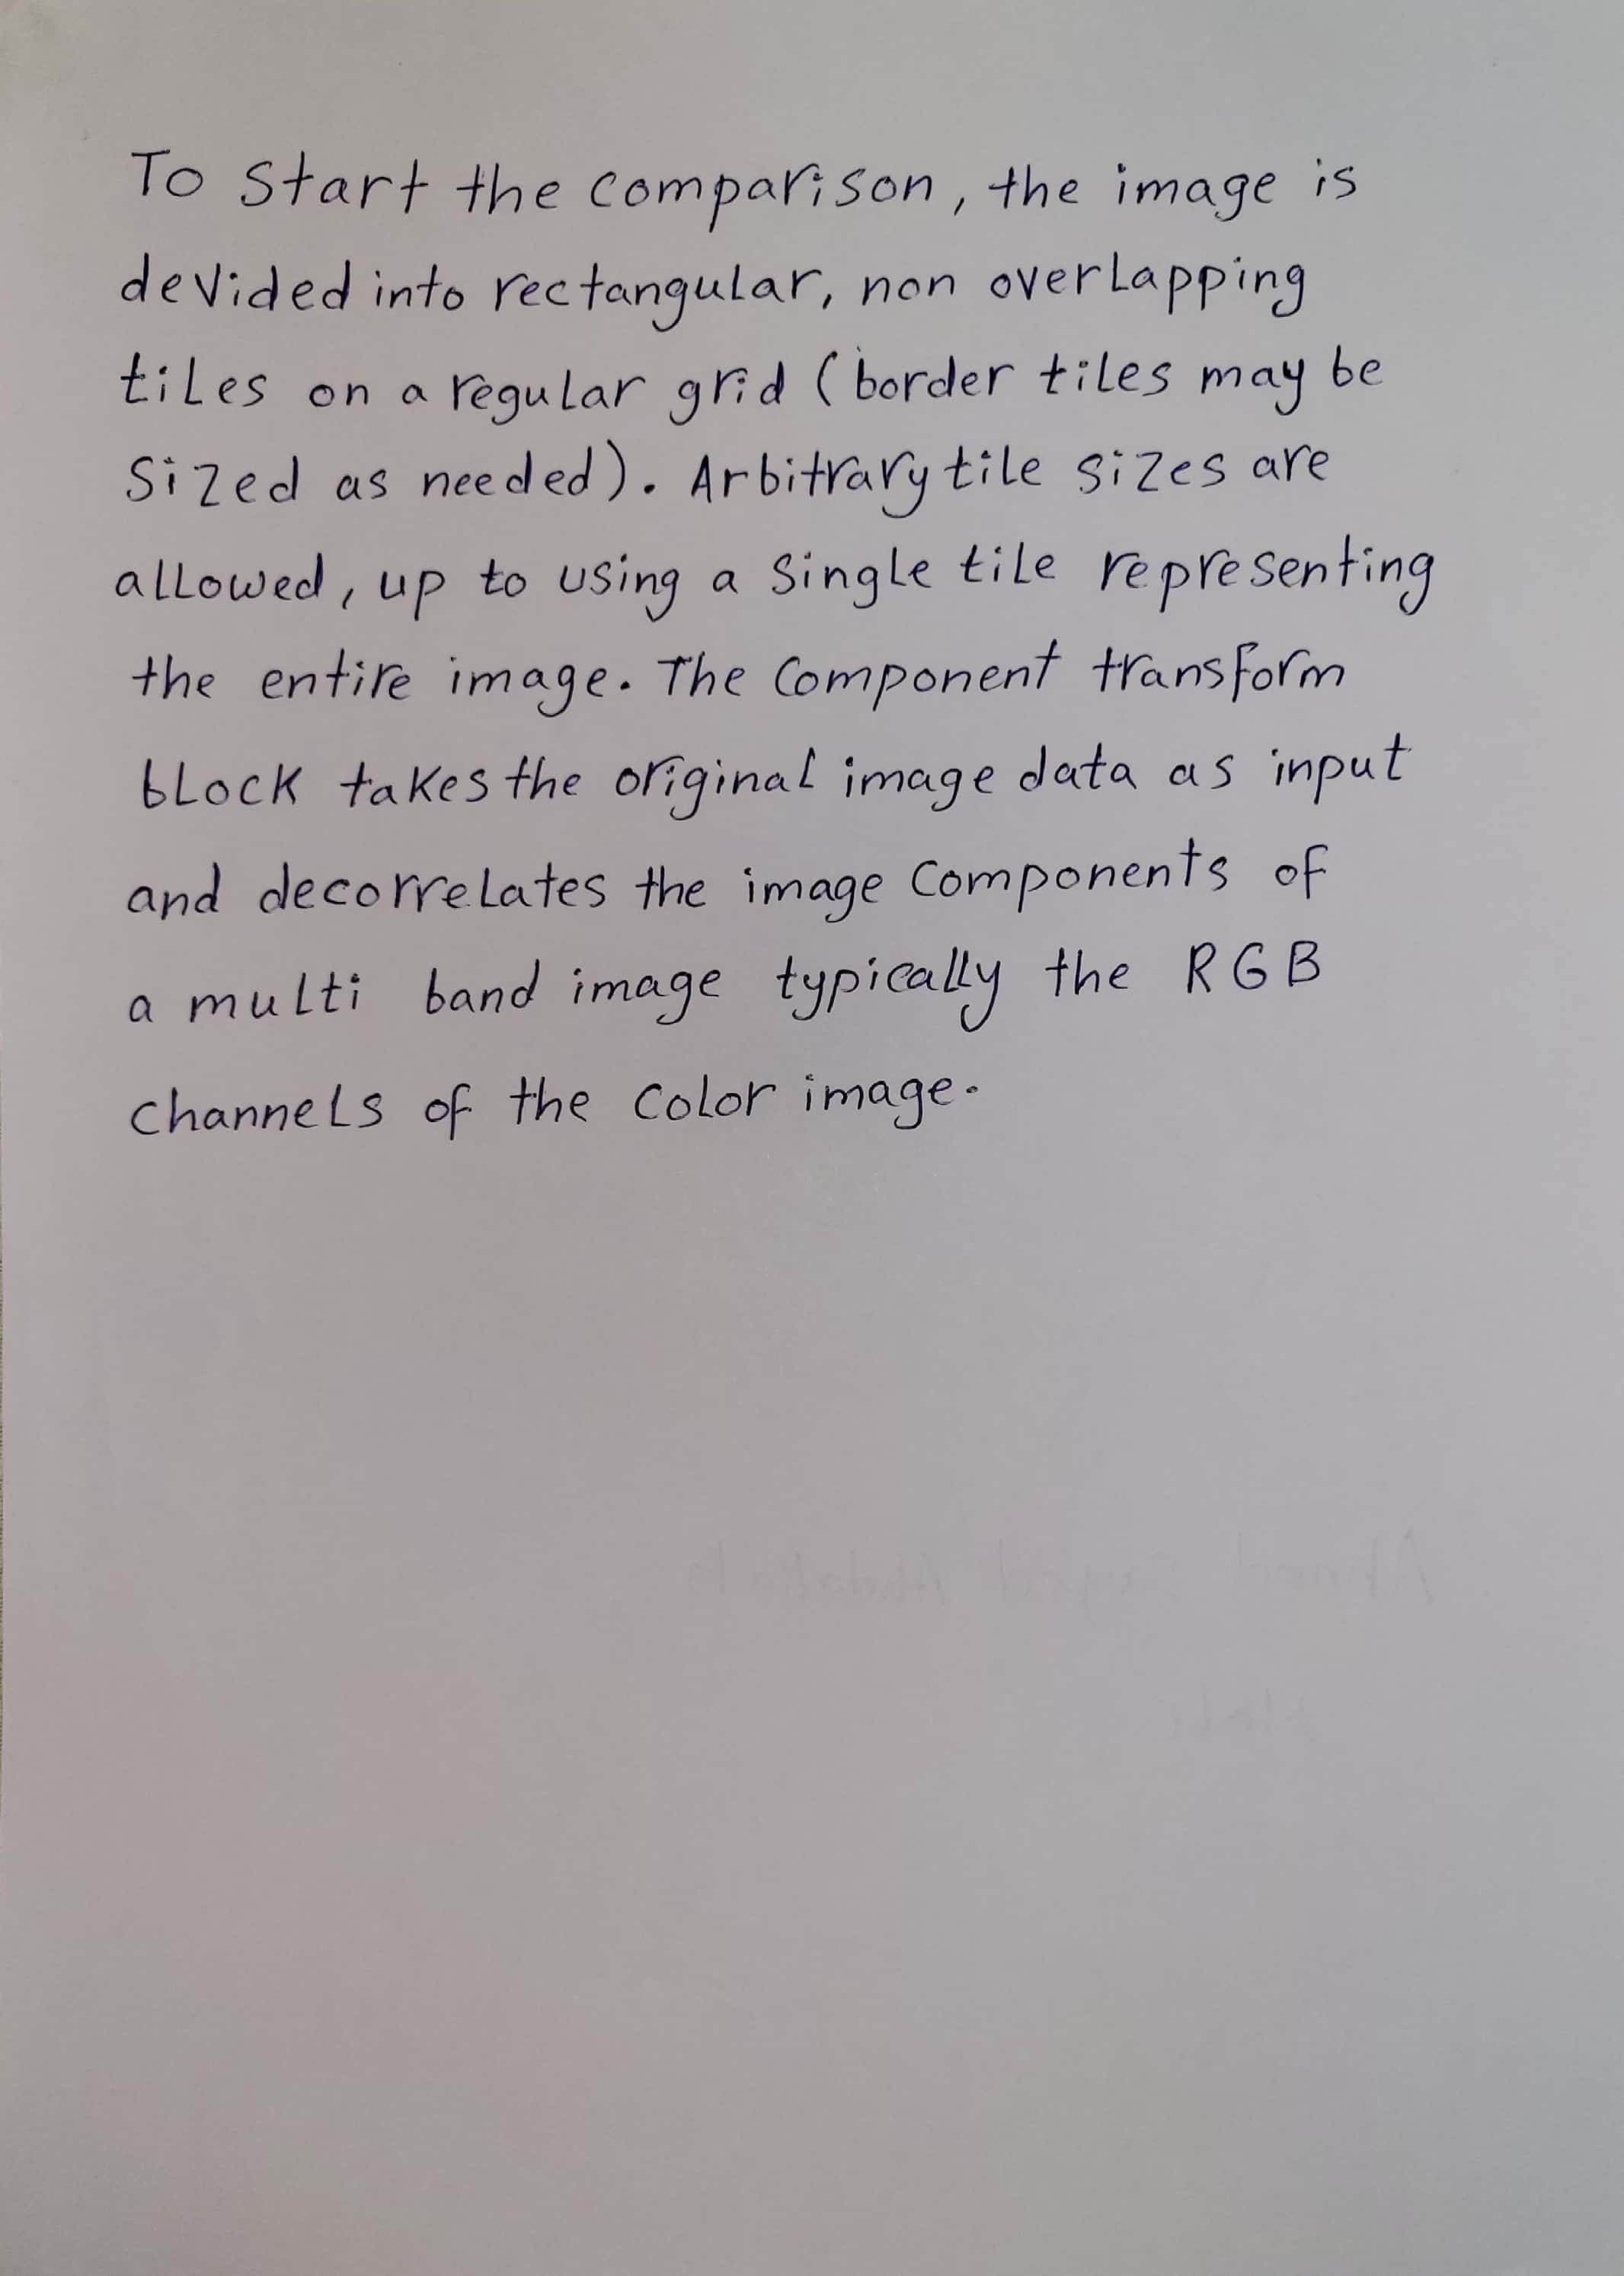 To start the comparison, the image is
devided into rectangular, non overlapping
tiles on a regular grid (border tiles may be
sized as needed). Arbitrary tile sizes are
allowed, up to using a single tile representing
the entire image. The component transform
block takes the original image data as input
and decorrelates the image components of
a multi band image typically the RGB
channels of the color image.